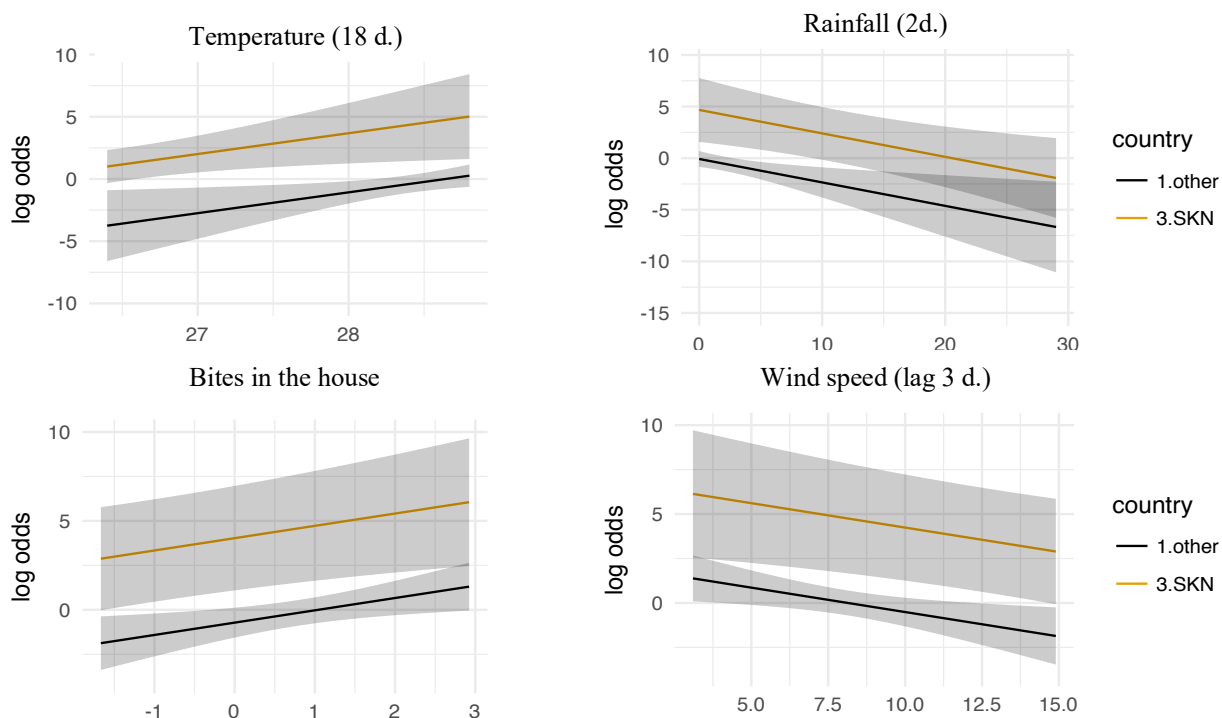 Temperature (18 d.)
10
5
0
-5
-10
log odds
27
28
Rainfall (2d.)
10
5
0
-5
-10
-15
log odds
0
10
20
30
country
1.other
3.SKN
Bites in the house
10
5
0
log odds
-1
0
1
2
3
Wind speed (lag 3 d.)
10
5
0
log odds
5.0
7.5
10.0
12.5
15.0
country
1.other
3.SKN